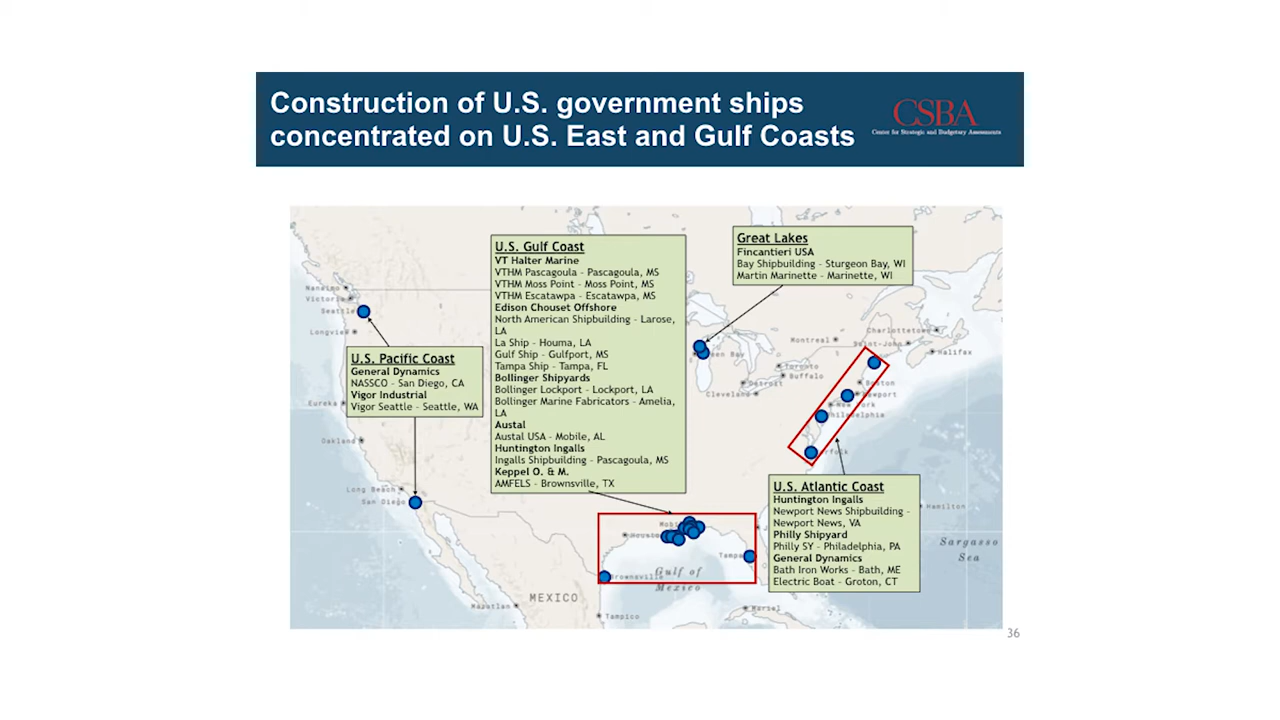 Construction of U.S. government ships
concentrated on U.S. East and Gulf Coasts
CSBA
Center for Strategic and Budgetary Assessments
U.S. Gulf Coast
VT Halter Marine
VTHM Pascagoula - Pascagoula, MS
VTHM Moss Point - Moss Point, MS
VTHM Escatawpa - Escatawpa, MS
Edison Chouset Offshore
North American Shipbuilding - Larose,
LA
La Ship - Houma, LA
Gulf Ship - Gulfport, MS
Tampa Ship - Tampa, FL
Bollinger Shipyards
Bollinger Lockport - Lockport, LA
Bollinger Marine Fabricators - Amelia,
LA
Austal
Austal USA - Mobile, AL
Huntington Ingalls
Ingalls Shipbuilding - Pascagoula, MS
Keppel O. & M.
AMFELS - Brownsville, TX
Great Lakes
Fincantieri USA
Bay Shipbuilding - Sturgeon Bay, WI
Martin Marinette - Marinette, WI
U.S. Pacific Coast
General Dynamics
NASSCO - San Diego, CA
Vigor Industrial
Vigor Seattle - Seattle, WA
U.S. Atlantic Coast
Huntington Ingalls
Newport News Shipbuilding -
Newport News, VA
Philly Shipyard
Philly SY - Philadelphia, PA
General Dynamics
Bath Iron Works - Bath, ME
Electric Boat - Groton, CT
Nanaimo
Victoria
Seattle
Longview
Eureka
Oakland
Long Beach
San Diego
Mazatlan
MEXICO
Tampico
Brownsville
Houston
Tampa
Gulf of
Mexico
Mariel
Montreal
Toronto
Buffalo
Detroit
Cleveland
Charlottetown
Saint-John
Halifax
Boston
Newport
New York
Philadelphia
Hamilton
Sargasso
Sea
36